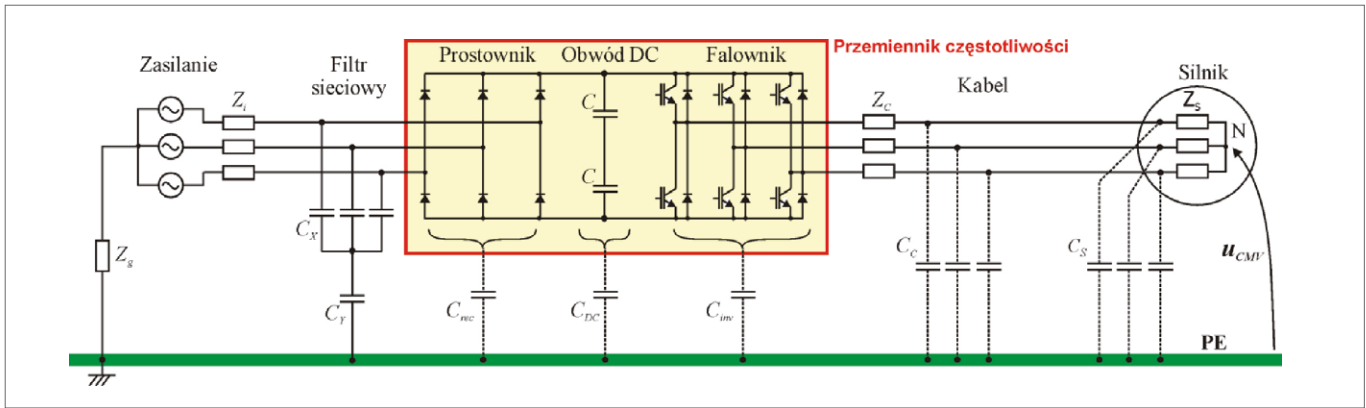 Przemiennik częstotliwości
Zasilanie
Filtr
sieciowy
Prostownik
Obwód DC
Falownik
Kabel
Silnik
Z_i
Z_C
Z_s
N
C
C
Z_g
C_X
C_Y
C_rec
C_DC
C_inv
C_C
C_S
u_CMV
PE